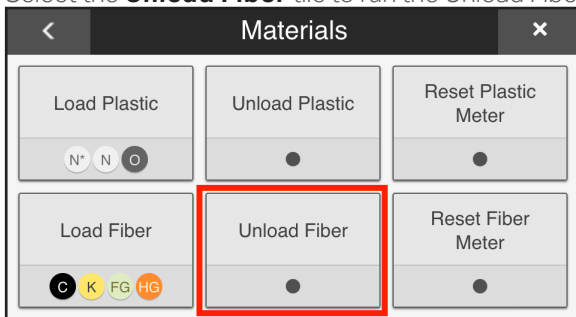 Select the Unload Fiber tile to run the Unload Fibe
< Materials ×
Load Plastic
N* N O
Unload Plastic
Reset Plastic
Meter
Load Fiber
C K FG HG
Unload Fiber
Reset Fiber
Meter